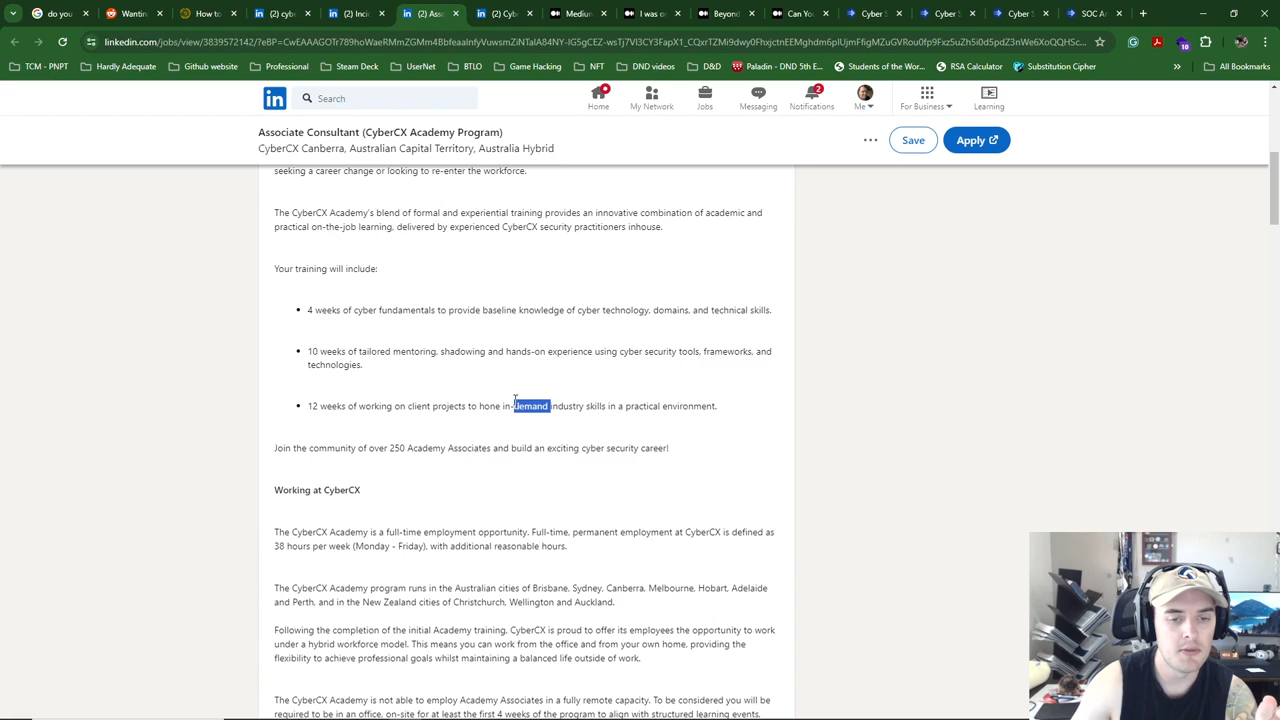 (2) Ass
SOC An
linkedin.com/jobs/view/3839572142/
TCM - PNPT
Hardly Adequate
Github website
Professional
Steam Deck
UserNet
BTLO
Game Hacking
NFT
DND videos
D&D
Paladin - DND 5th E...
Students of the Wor...
RSA Calculator
Substitution Cipher
All Bookmarks
in
Search
Home
My Network
Jobs
Messaging
2
Notifications
Me
For Business
Learning
Associate Consultant (CyberCX Academy Program)
CyberCX Canberra, Australian Capital Territory, Australia Hybrid
Save
Apply
seeking a career change or looking to re-enter the workforce.
The CyberCX Academy's blend of formal and experiential training provides an innovative combination of academic and
practical on-the-job learning, delivered by experienced CyberCX security practitioners inhouse.
Your training will include:
• 4 weeks of cyber fundamentals to provide baseline knowledge of cyber technology, domains, and technical skills.
• 10 weeks of tailored mentoring, shadowing and hands-on experience using cyber security tools, frameworks, and
technologies.
• 12 weeks of working on client projects to hone in-demand industry skills in a practical environment.
Join the community of over 250 Academy Associates and build an exciting cyber security career!
Working at CyberCX
The CyberCX Academy is a full-time employment opportunity. Full-time, permanent employment at CyberCX is defined as
38 hours per week (Monday - Friday), with additional reasonable hours.
The CyberCX Academy program runs in the Australian cities of Brisbane, Sydney, Canberra, Melbourne, Hobart, Adelaide
and Perth, and in the New Zealand cities of Christchurch, Wellington and Auckland.
Following the completion of the initial Academy training, CyberCX is proud to offer its employees the opportunity to work
under a hybrid workforce model. This means you can work from the office and from your own home, providing the
flexibility to achieve professional goals whilst maintaining a balanced life outside of work.
The CyberCX Academy is not able to employ Academy Associates in a fully remote capacity. To be considered you will be
required to be in an office, on-site for at least the first 4 weeks of the program to align with structured learning events,